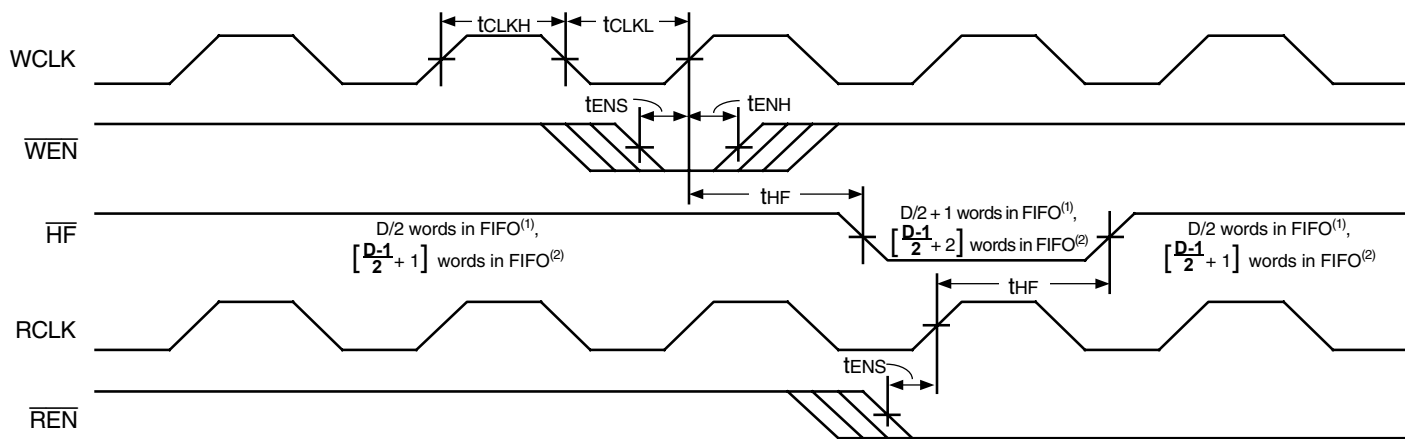 tCLKH tCLKL
WCLK
tENS tENH
WEN
tHF
HF
D/2 words in FIFO(1),
[D-1/2 + 1] words in FIFO(2)
D/2 + 1 words in FIFO(1),
[D-1/2 + 2] words in FIFO(2)
D/2 words in FIFO(1),
[D-1/2 + 1] words in FIFO(2)
tHF
RCLK
tENS
REN